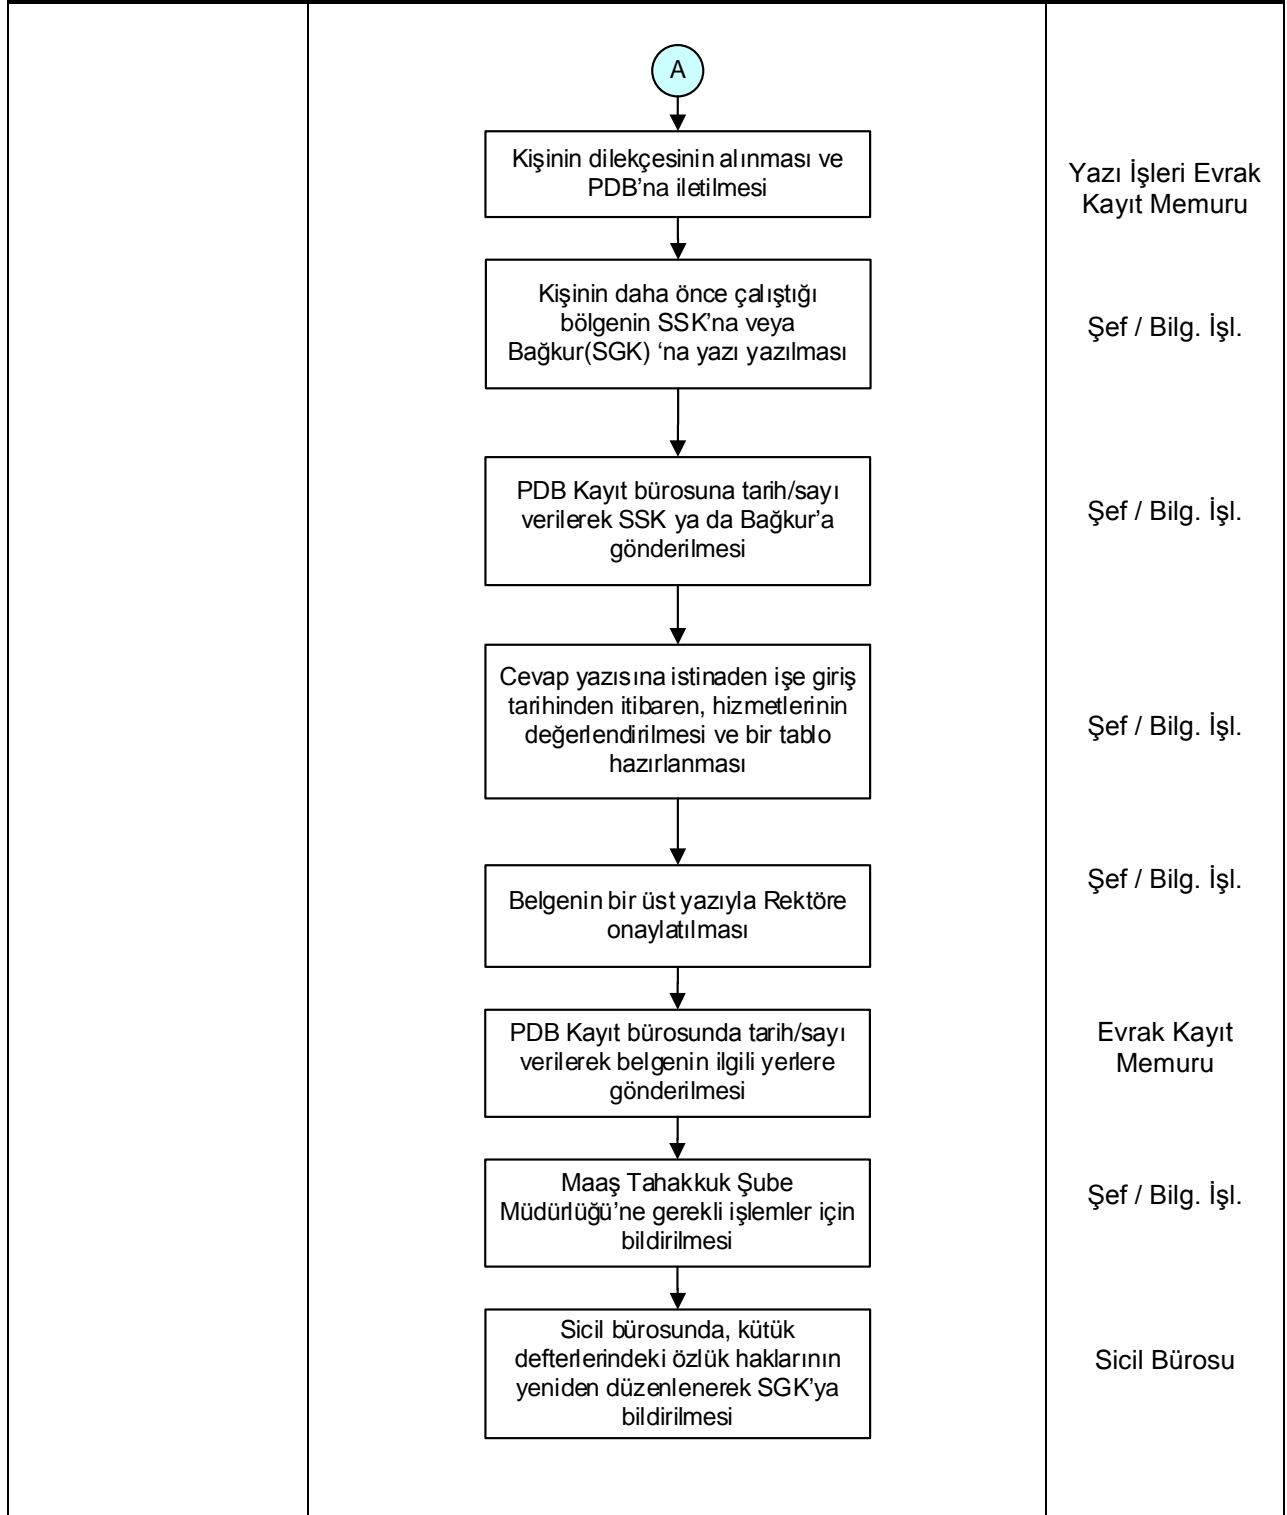 A
Kişinin dilekçesinin alınması ve
PDB’na iletilmesi
Yazı İşleri Evrak
Kayıt Memuru
Kişinin daha önce çalıştığı
bölgenin SSK’na veya
Bağkur(SGK) ‘na yazı yazılması
Şef / Bilg. İşl.
PDB Kayıt bürosuna tarih/sayı
verilerek SSK ya da Bağkur’a
gönderilmesi
Şef / Bilg. İşl.
Cevap yazısına istinaden işe giriş
tarihinden itibaren, hizmetlerinin
değerlendirilmesi ve bir tablo
hazırlanması
Şef / Bilg. İşl.
Belgenin bir üst yazıyla Rektöre
onaylatılması
Şef / Bilg. İşl.
PDB Kayıt bürosunda tarih/sayı
verilerek belgenin ilgili yerlere
gönderilmesi
Evrak Kayıt
Memuru
Maaş Tahakkuk Şube
Müdürlüğü’ne gerekli işlemler için
bildirilmesi
Şef / Bilg. İşl.
Sicil bürosunda, kütük
defterlerindeki özlük haklarının
yeniden düzenlenerek SGK’ya
bildirilmesi
Sicil Bürosu